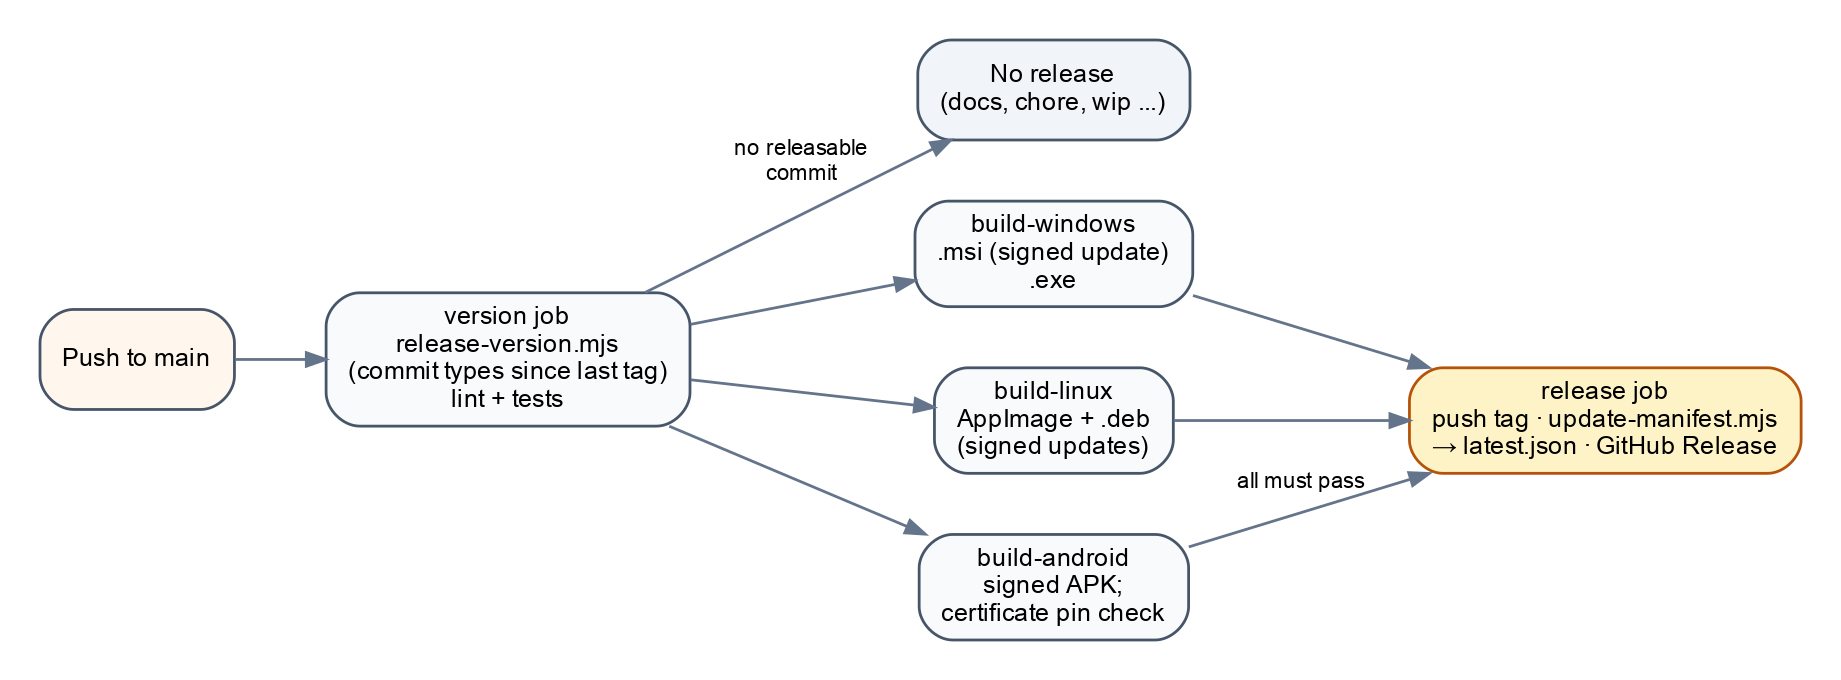 Push to main
version job
release-version.mjs
(commit types since last tag)
lint + tests
no releasable
commit
No release
(docs, chore, wip ...)
build-windows
.msi (signed update)
.exe
build-linux
AppImage + .deb
(signed updates)
build-android
signed APK;
certificate pin check
all must pass
release job
push tag · update-manifest.mjs
→ latest.json · GitHub Release